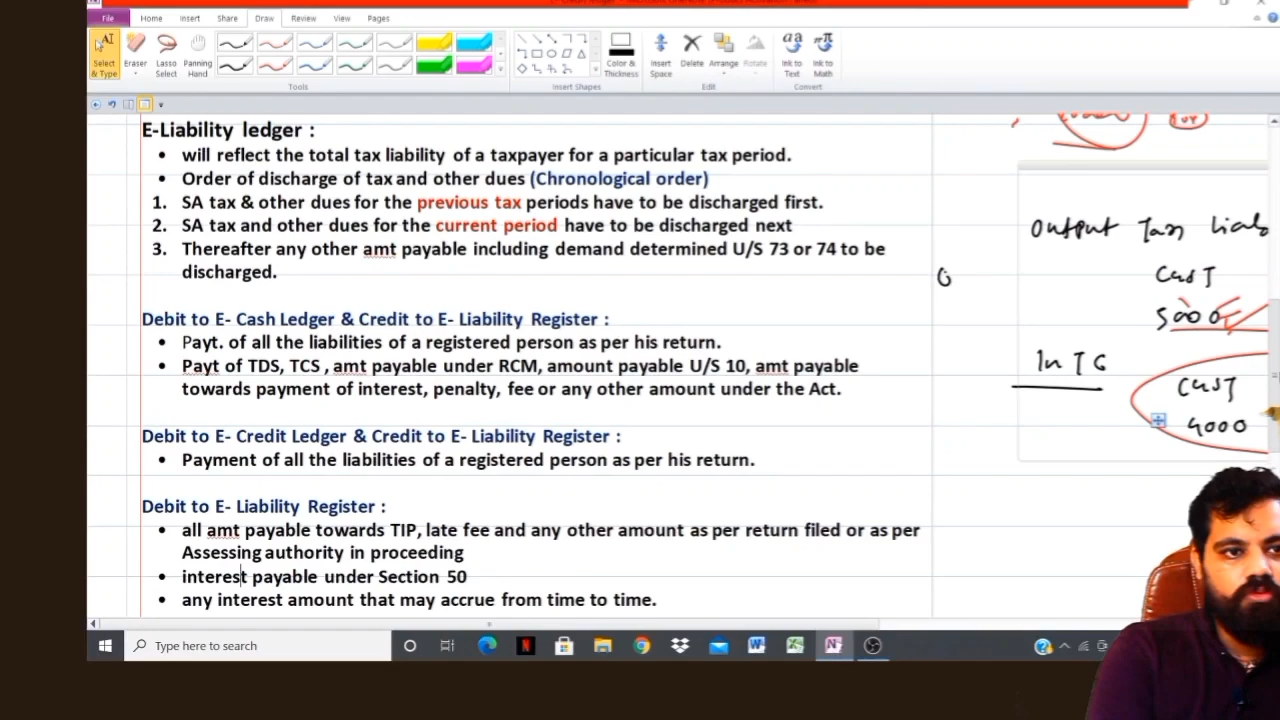 File Home Insert Share Draw Review View Pages
Select & Type Eraser Lasso Select Panning Hand Color & Thickness Insert Space Delete Arrange Rotate Ink to Text Ink to Math
Tools Insert Shapes Edit Convert
E-Liability ledger :
• will reflect the total tax liability of a taxpayer for a particular tax period.
• Order of discharge of tax and other dues (Chronological order)
1. SA tax & other dues for the previous tax periods have to be discharged first.
2. SA tax and other dues for the current period have to be discharged next
3. Thereafter any other amt payable including demand determined U/S 73 or 74 to be
discharged.
Debit to E- Cash Ledger & Credit to E- Liability Register :
• Payt. of all the liabilities of a registered person as per his return.
• Payt of TDS, TCS , amt payable under RCM, amount payable U/S 10, amt payable
towards payment of interest, penalty, fee or any other amount under the Act.
Debit to E- Credit Ledger & Credit to E- Liability Register :
• Payment of all the liabilities of a registered person as per his return.
Debit to E- Liability Register :
• all amt payable towards TIP, late fee and any other amount as per return filed or as per
Assessing authority in proceeding
• interest payable under Section 50
• any interest amount that may accrue from time to time.
Output Tax
5000
4000
Type here to search